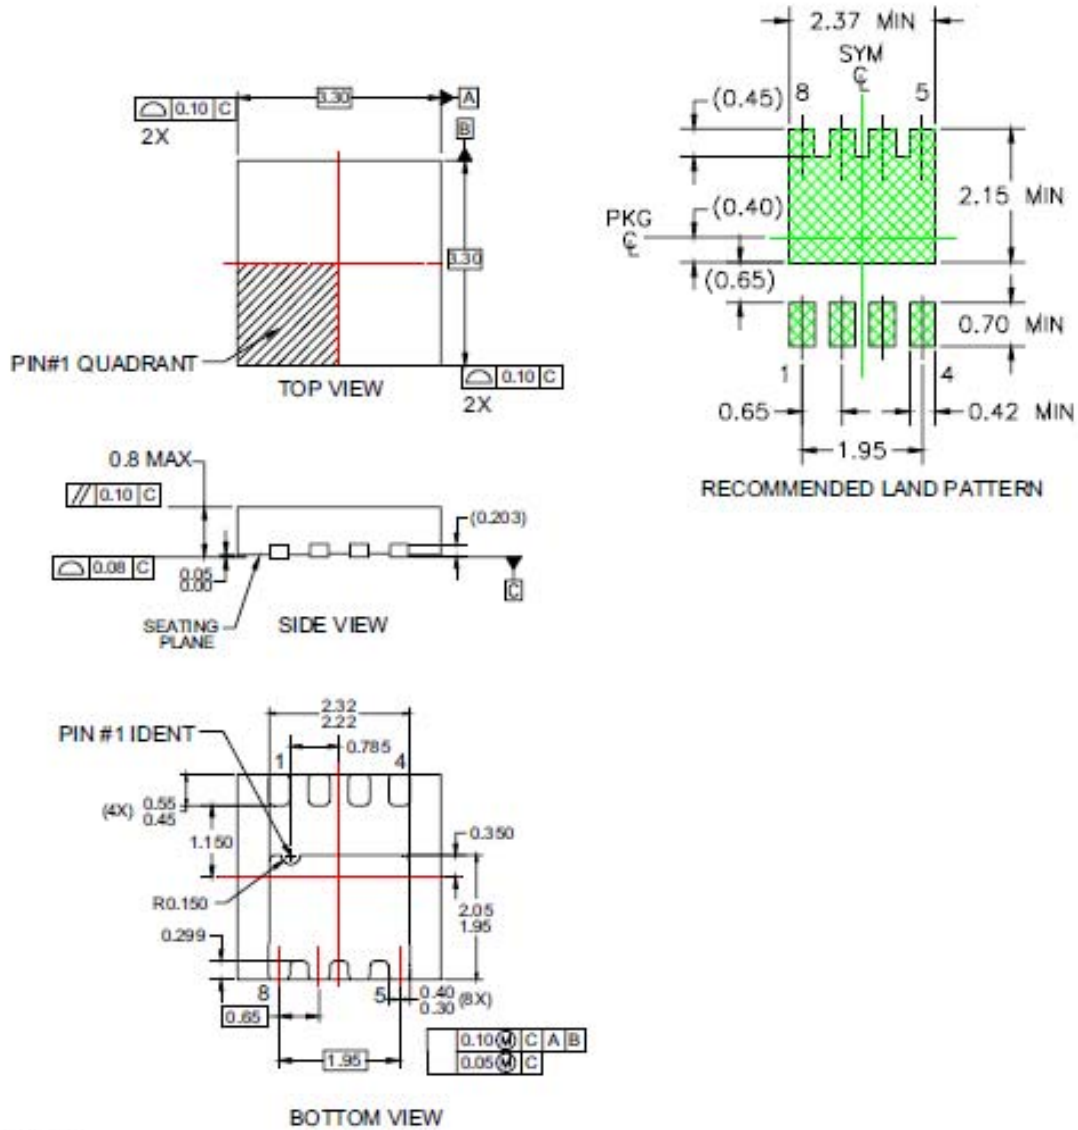 2.37 MIN
SYM
℄
8 5
(0.45)
2.15 MIN
PKG
℄
(0.40)
(0.65)
0.70 MIN
1 4
0.65
0.42 MIN
1.95
RECOMMENDED LAND PATTERN
0.10 C
2X
3.30
A
B
3.30
PIN#1 QUADRANT
TOP VIEW
0.10 C
2X
0.8 MAX
// 0.10 C
(0.203)
0.08 C
0.05
0.00
C
SEATING
PLANE
SIDE VIEW
2.32
2.22
PIN #1 IDENT
0.785
1 4
(4X) 0.55
0.45
1.150
0.350
R0.150
2.05
1.95
0.299
8 5
0.40
0.30 (8X)
0.65
1.95
0.10Ⓜ C A B
0.05Ⓜ C
BOTTOM VIEW